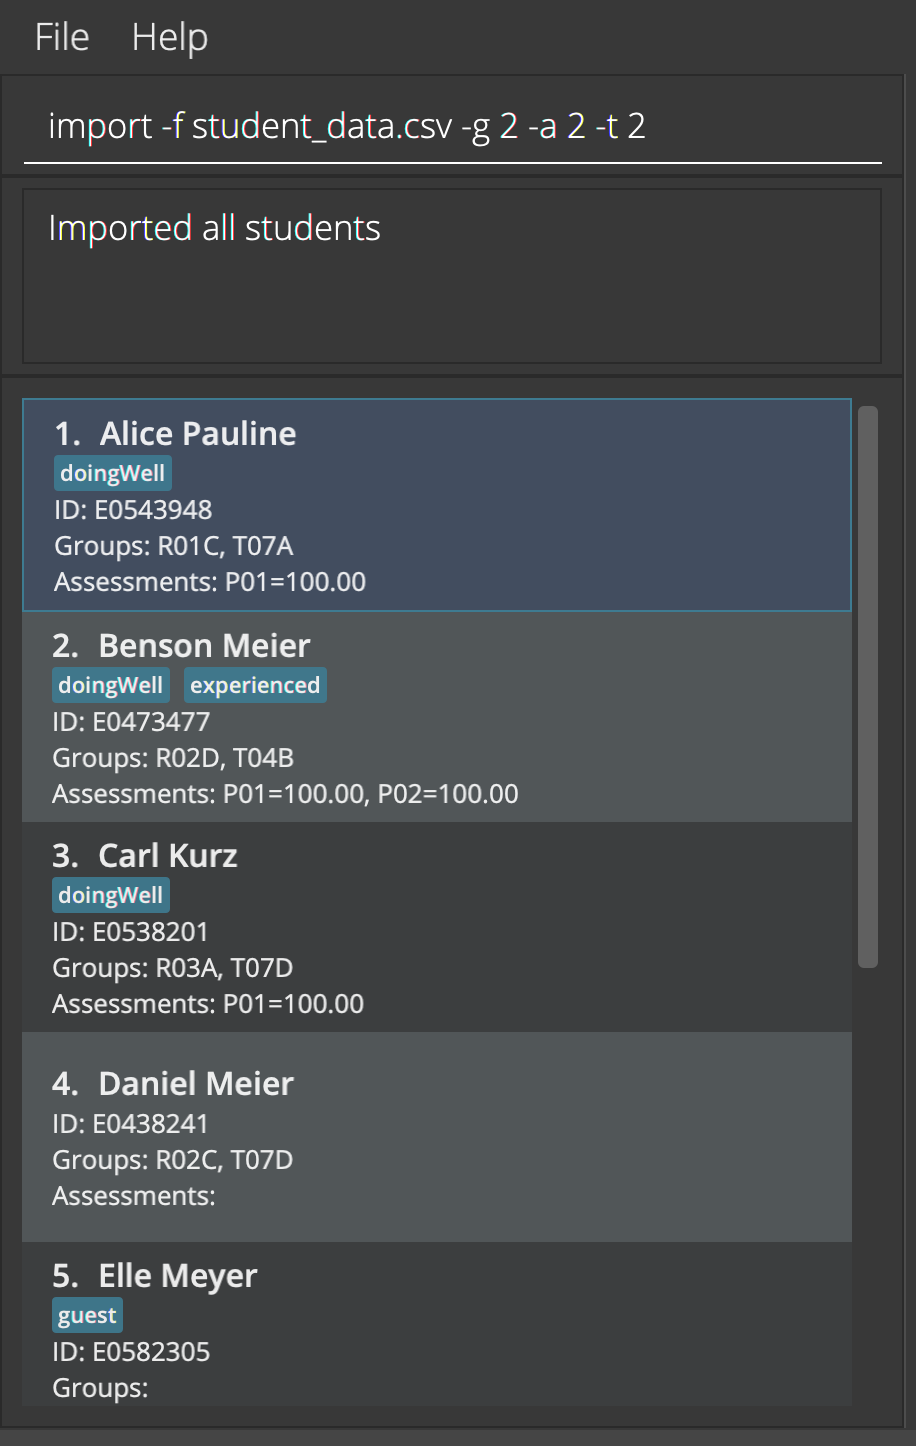 File Help
import -f student_data.csv -g 2 -a 2 -t 2
Imported all students
1. Alice Pauline
doingWell
ID: E0543948
Groups: R01C, T07A
Assessments: P01=100.00
2. Benson Meier
doingWell experienced
ID: E0473477
Groups: R02D, T04B
Assessments: P01=100.00, P02=100.00
3. Carl Kurz
doingWell
ID: E0538201
Groups: R03A, T07D
Assessments: P01=100.00
4. Daniel Meier
ID: E0438241
Groups: R02C, T07D
Assessments:
5. Elle Meyer
guest
ID: E0582305
Groups: